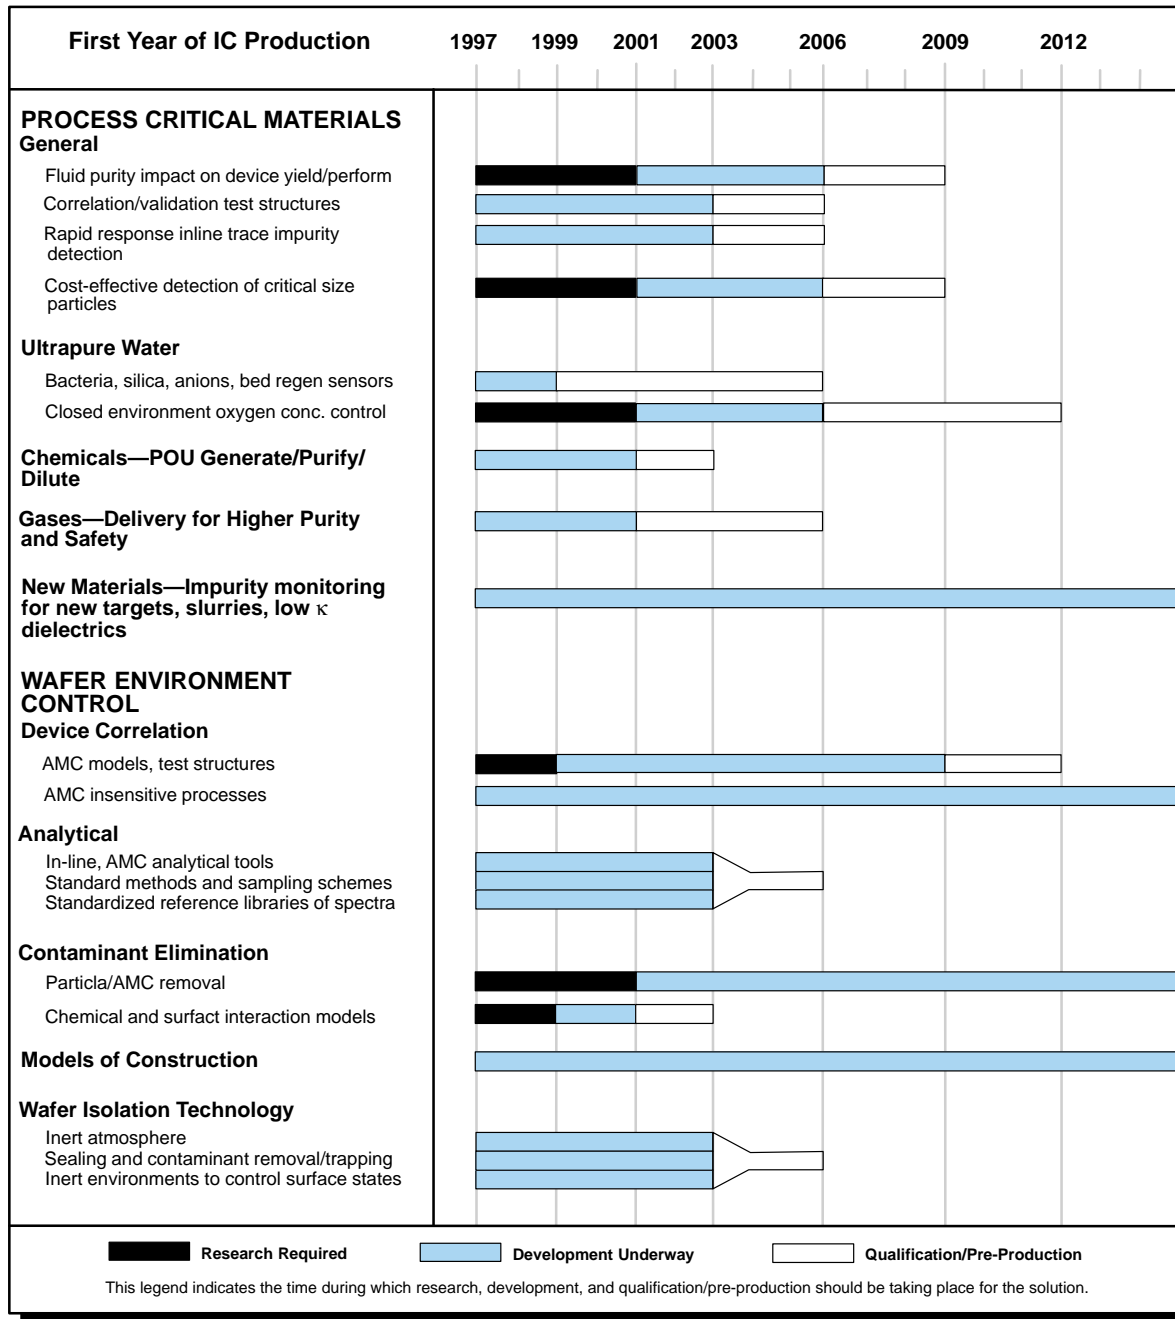 First Year of IC Production 1997 1999 2001 2003 2006 2009 2012
PROCESS CRITICAL MATERIALS
General
Fluid purity impact on device yield/perform
Correlation/validation test structures
Rapid response inline trace impurity
detection
Cost-effective detection of critical size
particles
Ultrapure Water
Bacteria, silica, anions, bed regen sensors
Closed environment oxygen conc. control
Chemicals—POU Generate/Purify/
Dilute
Gases—Delivery for Higher Purity
and Safety
New Materials—Impurity monitoring
for new targets, slurries, low κ
dielectrics
WAFER ENVIRONMENT
CONTROL
Device Correlation
AMC models, test structures
AMC insensitive processes
Analytical
In-line, AMC analytical tools
Standard methods and sampling schemes
Standardized reference libraries of spectra
Contaminant Elimination
Particla/AMC removal
Chemical and surfact interaction models
Models of Construction
Wafer Isolation Technology
Inert atmosphere
Sealing and contaminant removal/trapping
Inert environments to control surface states
Research Required Development Underway Qualification/Pre-Production
This legend indicates the time during which research, development, and qualification/pre-production should be taking place for the solution.